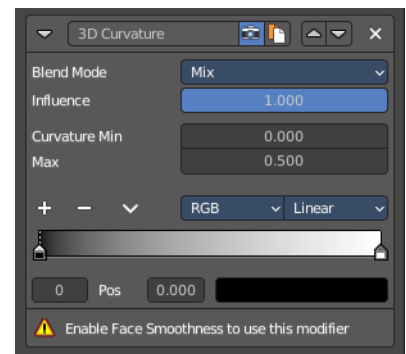 3D Curvature
Blend Mode Mix
Influence 1.000
Curvature Min 0.000
Max 0.500
RGB Linear
0 Pos 0.000
Enable Face Smoothness to use this modifier